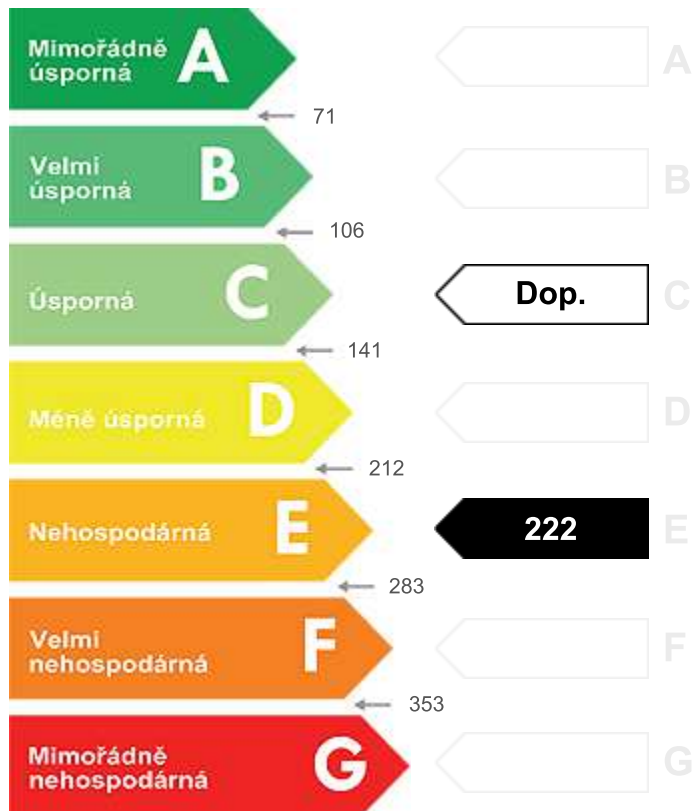 Mimořádně
úsporná
A
A
71
Velmi
úsporná
B
B
106
Úsporná
C
Dop.
C
141
Méně úsporná
D
D
212
Nehospodárná
E
222
E
283
Velmi
nehospodárná
F
F
353
Mimořádně
nehospodárná
G
G